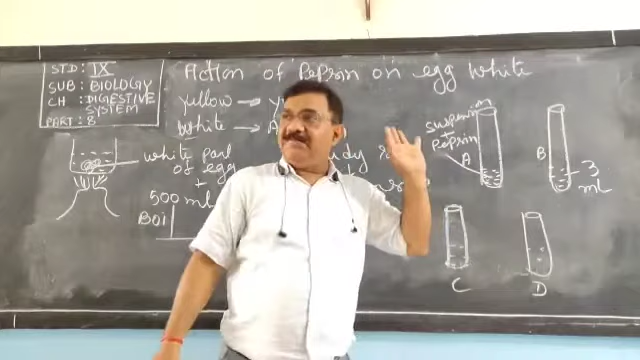 STD: IX
SUB: BIOLOGY
CH: DIGESTIVE
SYSTEM
PART: 8
Action of Pepsin on egg white
yellow → y
White → A
white part
of egg
+
500 ml
Boi
suspension
+
Pepsin
A
B
3
ml
C
D